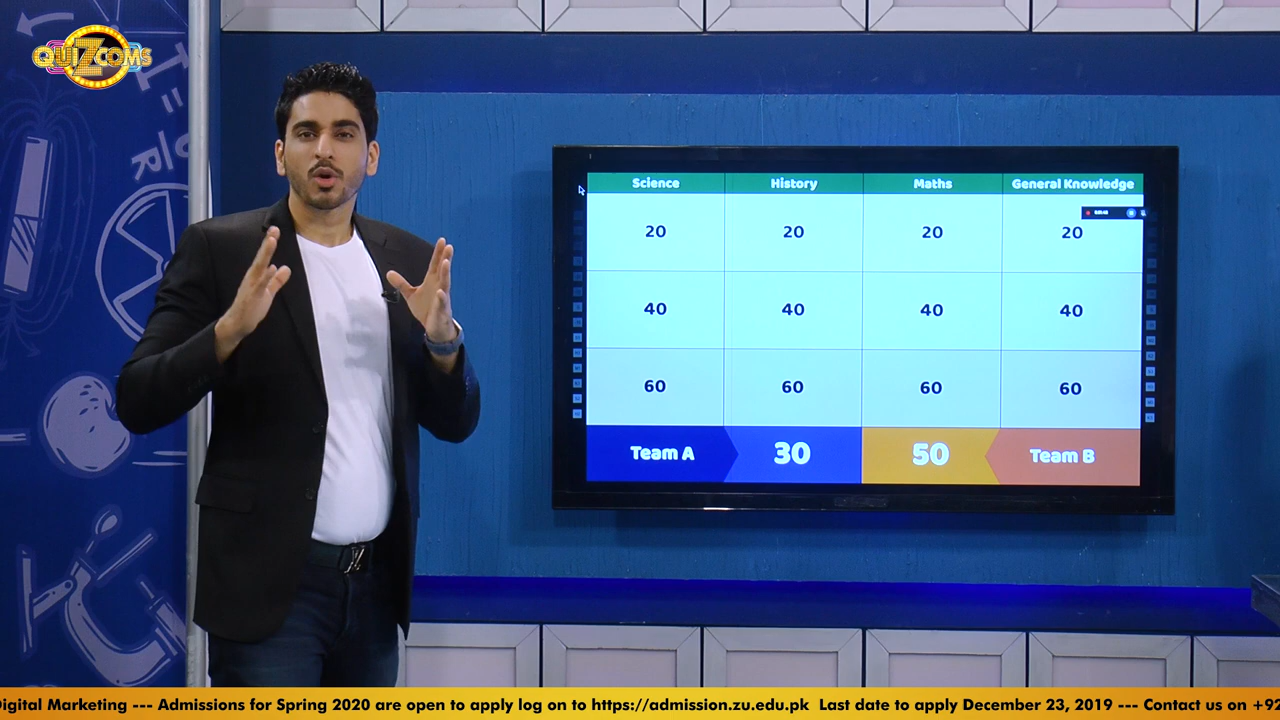 QUIZCOMS
Science History Maths General Knowledge
20 20 20 20
40 40 40 40
60 60 60 60
Team A 30 50 Team B
Digital Marketing --- Admissions for Spring 2020 are open to apply log on to https://admission.zu.edu.pk Last date to apply December 23, 2019 --- Contact us on +92